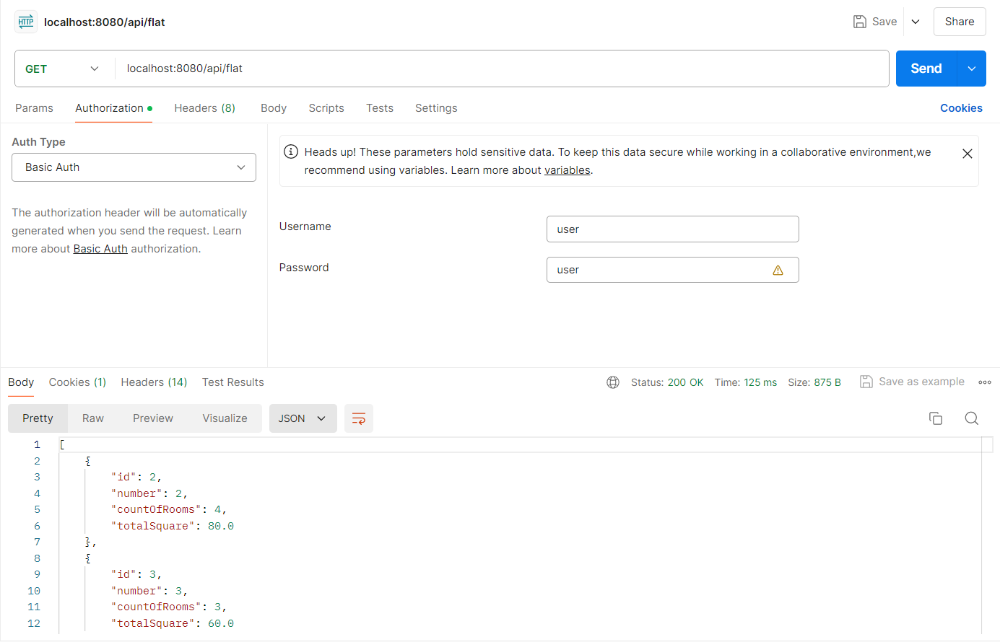 HTTP localhost:8080/api/flat Save Share
GET localhost:8080/api/flat Send
Params Authorization Headers (8) Body Scripts Tests Settings Cookies
Auth Type
Basic Auth
The authorization header will be automatically
generated when you send the request. Learn
more about Basic Auth authorization.
Heads up! These parameters hold sensitive data. To keep this data secure while working in a collaborative environment,we
recommend using variables. Learn more about variables.
Username user
Password user
Body Cookies (1) Headers (14) Test Results Status: 200 OK Time: 125 ms Size: 875 B Save as example
Pretty Raw Preview Visualize JSON
1 [
2 {
3 "id": 2,
4 "number": 2,
5 "countOfRooms": 4,
6 "totalSquare": 80.0
7 },
8 {
9 "id": 3,
10 "number": 3,
11 "countOfRooms": 3,
12 "totalSquare": 60.0